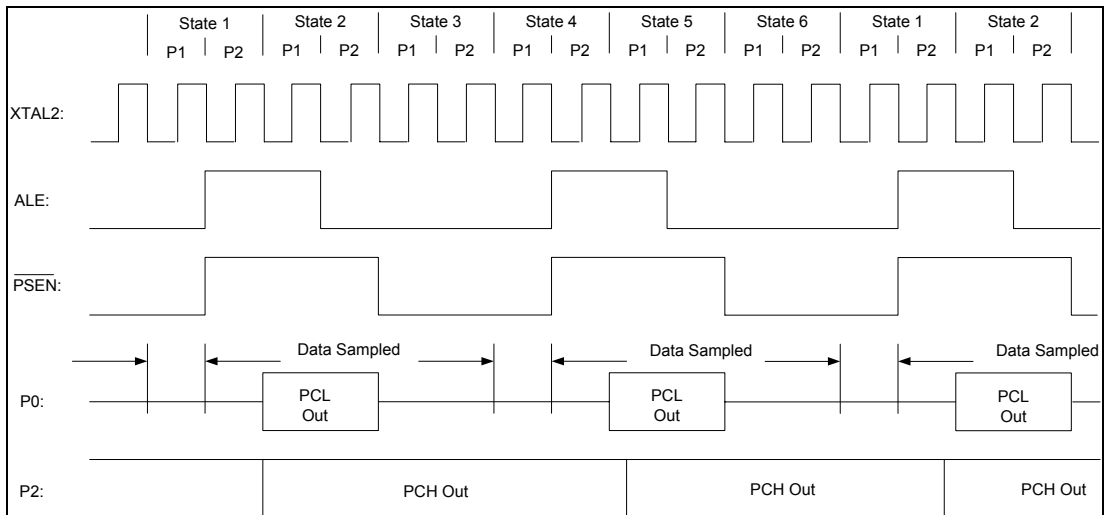 State 1 State 2 State 3 State 4 State 5 State 6 State 1 State 2
P1 P2 P1 P2 P1 P2 P1 P2 P1 P2 P1 P2 P1 P2 P1 P2
XTAL2:
ALE:
PSEN:
Data Sampled Data Sampled Data Sampled
P0:
PCL Out
PCL Out
PCL Out
P2:
PCH Out PCH Out PCH Out